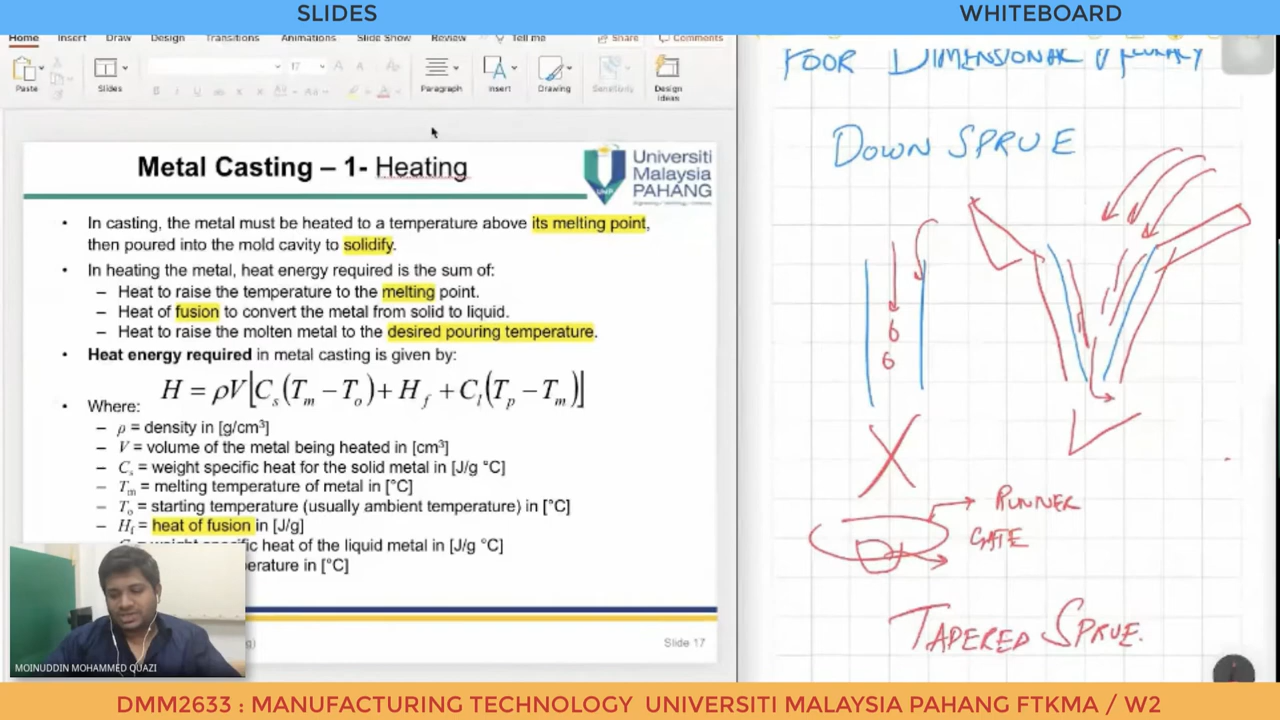 SLIDES
WHITEBOARD
Home Insert Draw Design Transitions Animations Slide Show Review Tell me Share Comments
Paste Slides Paragraph Insert Drawing Sensitivity Design Ideas
Metal Casting – 1- Heating
Universiti
Malaysia
PAHANG
• In casting, the metal must be heated to a temperature above its melting point,
then poured into the mold cavity to solidify.
• In heating the metal, heat energy required is the sum of:
– Heat to raise the temperature to the melting point.
– Heat of fusion to convert the metal from solid to liquid.
– Heat to raise the molten metal to the desired pouring temperature.
• Heat energy required in metal casting is given by:
H = ρV[C_s(T_m − T_o) + H_f + C_l(T_p − T_m)]
• Where:
– ρ = density in [g/cm³]
– V = volume of the metal being heated in [cm³]
– C_s = weight specific heat for the solid metal in [J/g °C]
– T_m = melting temperature of metal in [°C]
– T_o = starting temperature (usually ambient temperature) in [°C]
– H_f = heat of fusion in [J/g]
heat of the liquid metal in [J/g °C]
in [°C]
Slide 17
MOINUDDIN MOHAMMED QUAZI
POOR DIMENSIONAL
DOWN SPRUE
6
6
RUNNER
GATE
TAPERED SPRUE.
DMM2633 : MANUFACTURING TECHNOLOGY UNIVERSITI MALAYSIA PAHANG FTKMA / W2